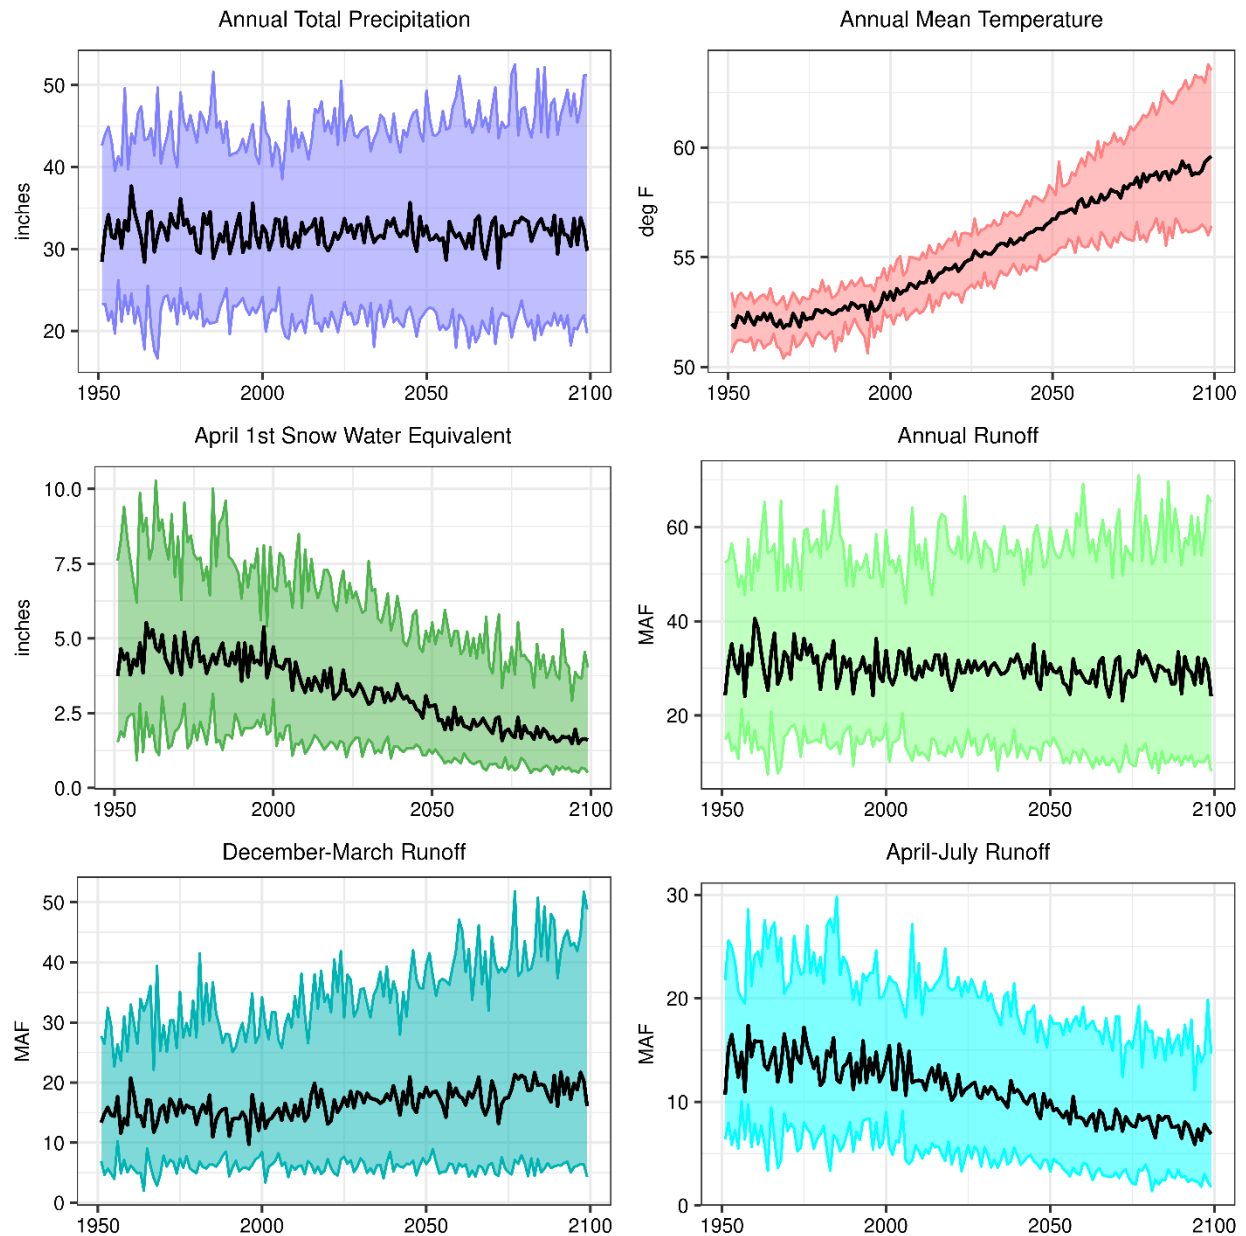 Annual Total Precipitation
inches
50
40
30
20
1950 2000 2050 2100
Annual Mean Temperature
deg F
60
55
50
1950 2000 2050 2100
April 1st Snow Water Equivalent
inches
10.0
7.5
5.0
2.5
0.0
1950 2000 2050 2100
Annual Runoff
MAF
60
40
20
1950 2000 2050 2100
December-March Runoff
MAF
50
40
30
20
10
0
1950 2000 2050 2100
April-July Runoff
MAF
30
20
10
0
1950 2000 2050 2100